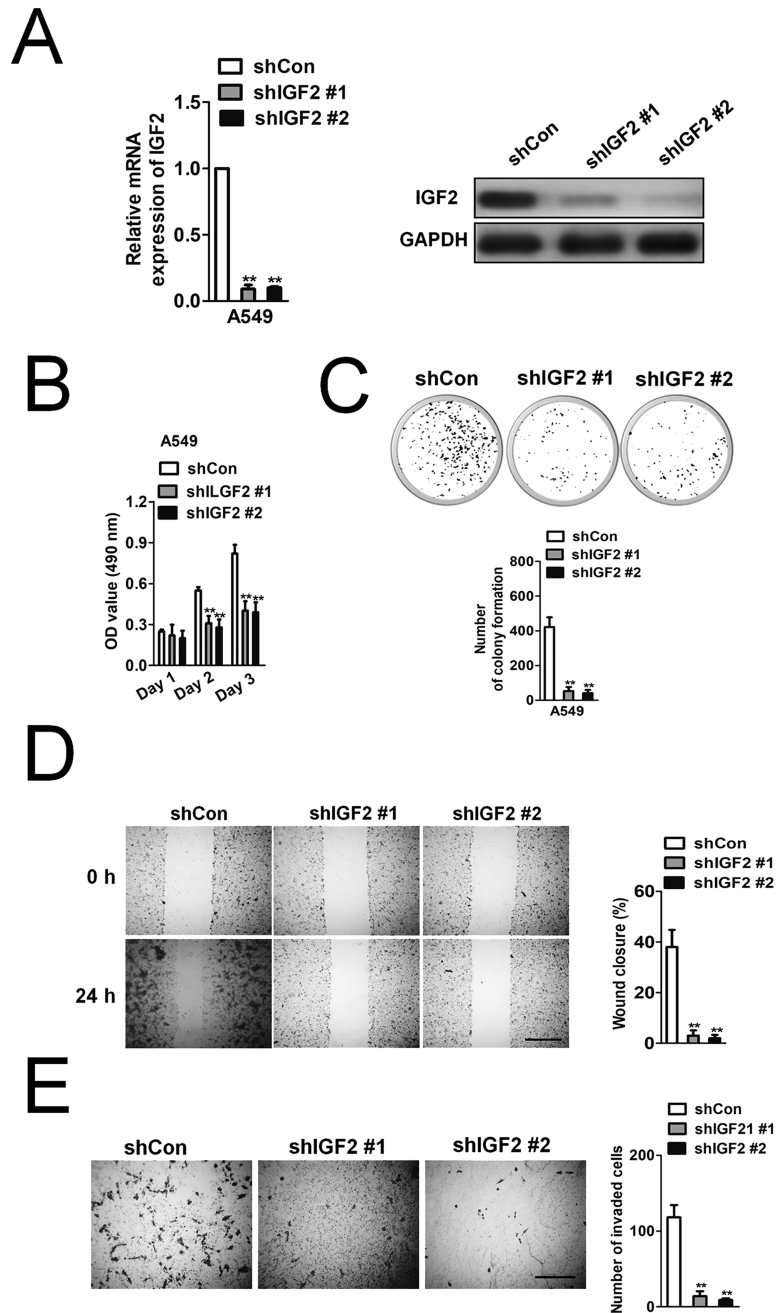 A
shCon
shIGF2 #1
shIGF2 #2
Relative mRNA
expression of IGF2
1.5
1.0
0.5
0.0
** **
A549
shCon shIGF2 #1 shIGF2 #2
IGF2
GAPDH
B
A549
shCon
shILGF2 #1
shIGF2 #2
OD value (490 nm)
1.2
0.9
0.6
0.3
0.0
** ** ** **
Day 1 Day 2 Day 3
C
shCon shIGF2 #1 shIGF2 #2
shCon
shIGF2 #1
shIGF2 #2
Number
of colony formation
800
600
400
200
0
** **
A549
D
shCon shIGF2 #1 shIGF2 #2
0 h
24 h
shCon
shIGF2 #1
shIGF2 #2
Wound closure (%)
60
40
20
0
** **
E
shCon shIGF2 #1 shIGF2 #2
shCon
shIGF21 #1
shIGF2 #2
Number of invaded cells
200
100
0
** **